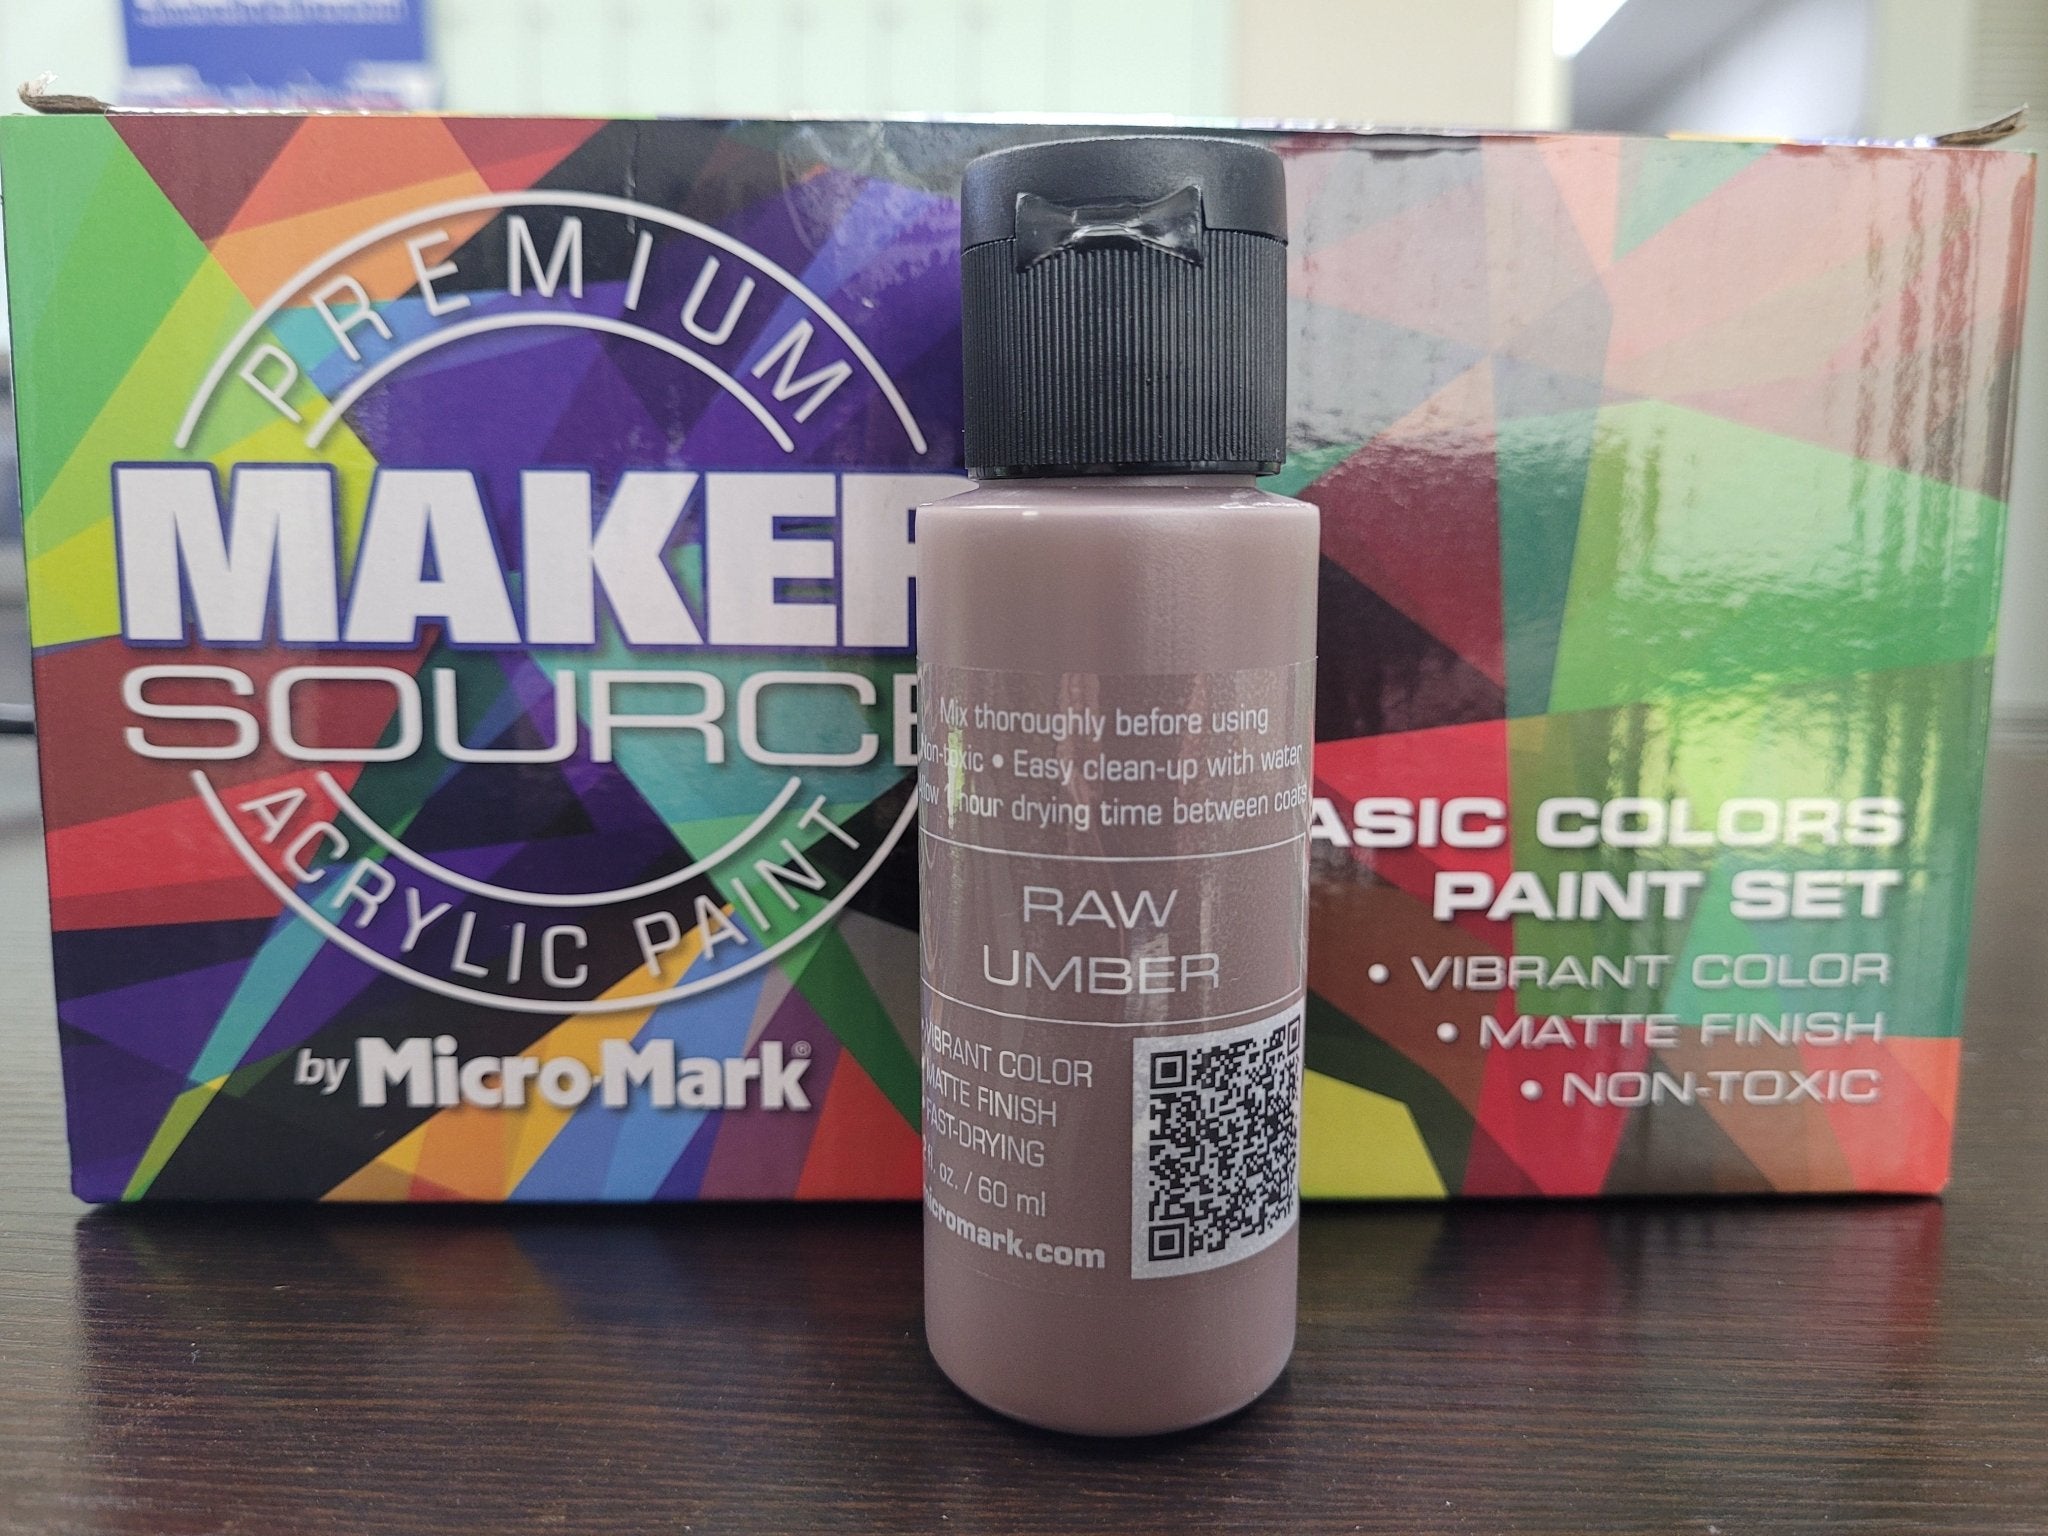 PREMIUM
MAKER
SOURCE
ACRYLIC PAINT
by Micro-Mark®
Mix thoroughly before using
Non-toxic • Easy clean-up with water
1 hour drying time between coats
RAW
UMBER
VIBRANT COLOR
MATTE FINISH
• FAST-DRYING
fl. oz. / 60 ml
micromark.com
ASIC COLORS
PAINT SET
• VIBRANT COLOR
• MATTE FINISH
• NON-TOXIC